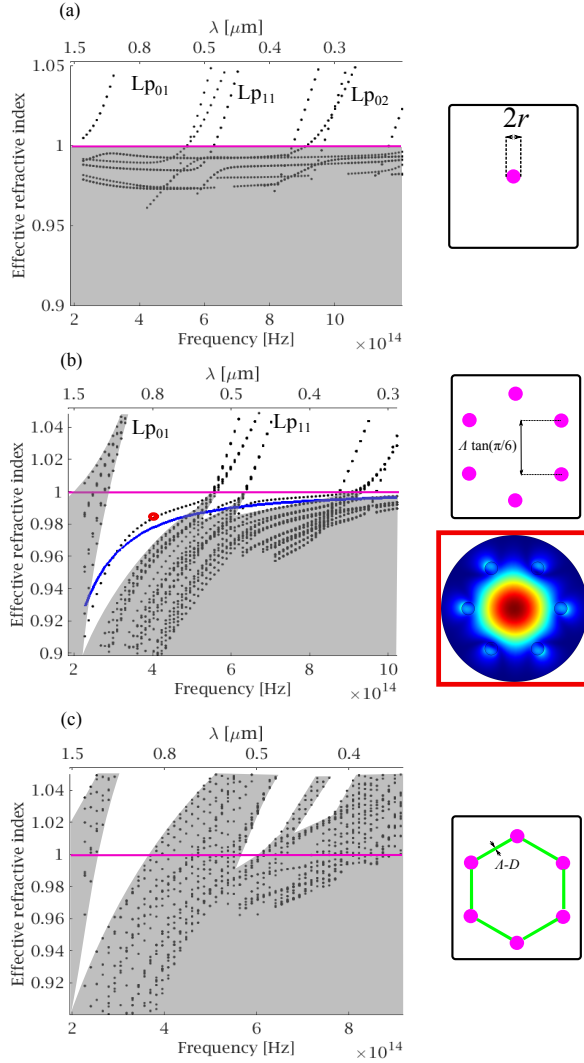 (a)
λ [μm]
1.5 0.8 0.5 0.4 0.3
1.05
Lp01 Lp11 Lp02
1
0.95
0.9
Effective refractive index
2 4 6 8 10
Frequency [Hz] ×10^14
2r
(b)
λ [μm]
1.5 0.8 0.5 0.4 0.3
1.04
Lp01 Lp11
1.02
1
0.98
0.96
0.94
0.92
0.9
Effective refractive index
2 4 6 8 10
Frequency [Hz] ×10^14
Λ tan(π/6)
(c)
λ [μm]
1.5 0.8 0.5 0.4
1.04
1.02
1
0.98
0.96
0.94
0.92
Effective refractive index
2 4 6 8
Frequency [Hz] ×10^14
Λ-D